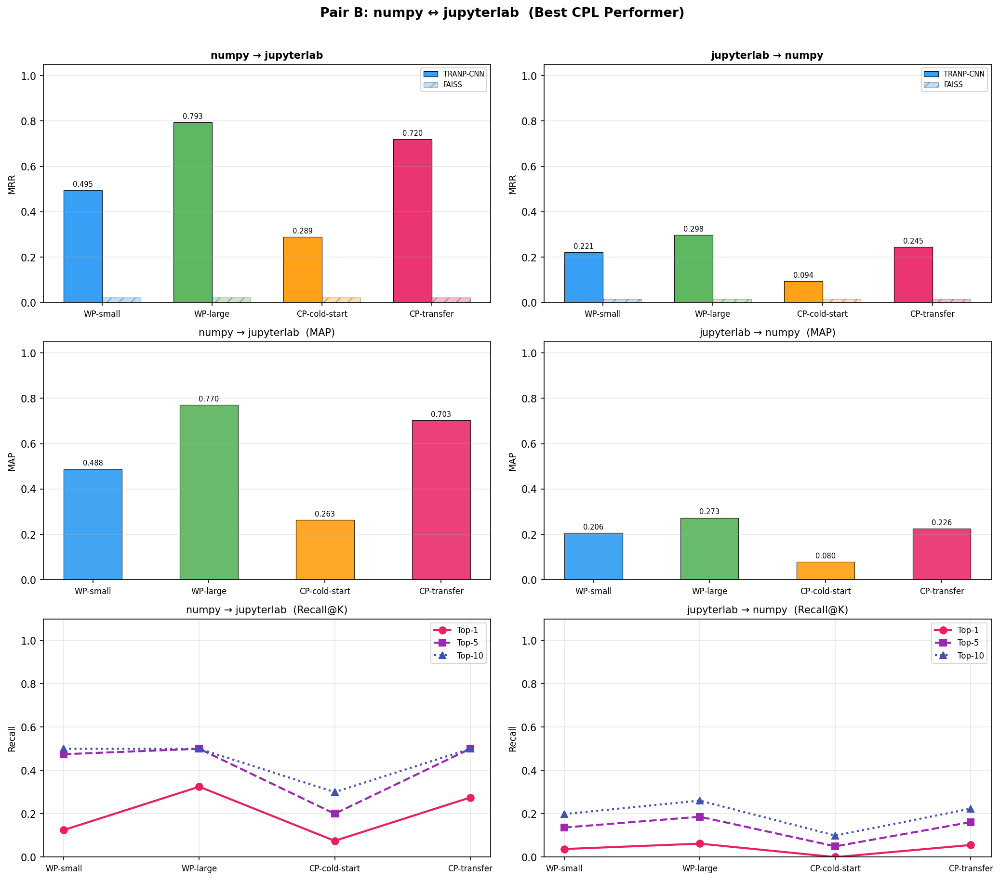 Pair B: numpy ↔ jupyterlab (Best CPL Performer)
numpy → jupyterlab
MRR
1.0
0.8
0.6
0.4
0.2
0.0
TRANP-CNN
FAISS
0.495
0.793
0.289
0.720
WP-small WP-large CP-cold-start CP-transfer
jupyterlab → numpy
MRR
1.0
0.8
0.6
0.4
0.2
0.0
TRANP-CNN
FAISS
0.221
0.298
0.094
0.245
WP-small WP-large CP-cold-start CP-transfer
numpy → jupyterlab (MAP)
MAP
1.0
0.8
0.6
0.4
0.2
0.0
0.488
0.770
0.263
0.703
WP-small WP-large CP-cold-start CP-transfer
jupyterlab → numpy (MAP)
MAP
1.0
0.8
0.6
0.4
0.2
0.0
0.206
0.273
0.080
0.226
WP-small WP-large CP-cold-start CP-transfer
numpy → jupyterlab (Recall@K)
Recall
1.0
0.8
0.6
0.4
0.2
0.0
Top-1
Top-5
Top-10
WP-small WP-large CP-cold-start CP-transfer
jupyterlab → numpy (Recall@K)
Recall
1.0
0.8
0.6
0.4
0.2
0.0
Top-1
Top-5
Top-10
WP-small WP-large CP-cold-start CP-transfer